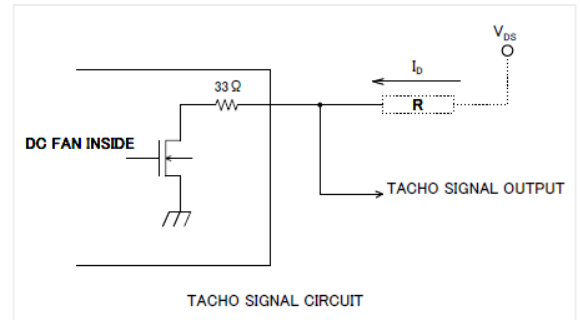 V_DS
I_D
33Ω
R
DC FAN INSIDE
TACHO SIGNAL OUTPUT
TACHO SIGNAL CIRCUIT